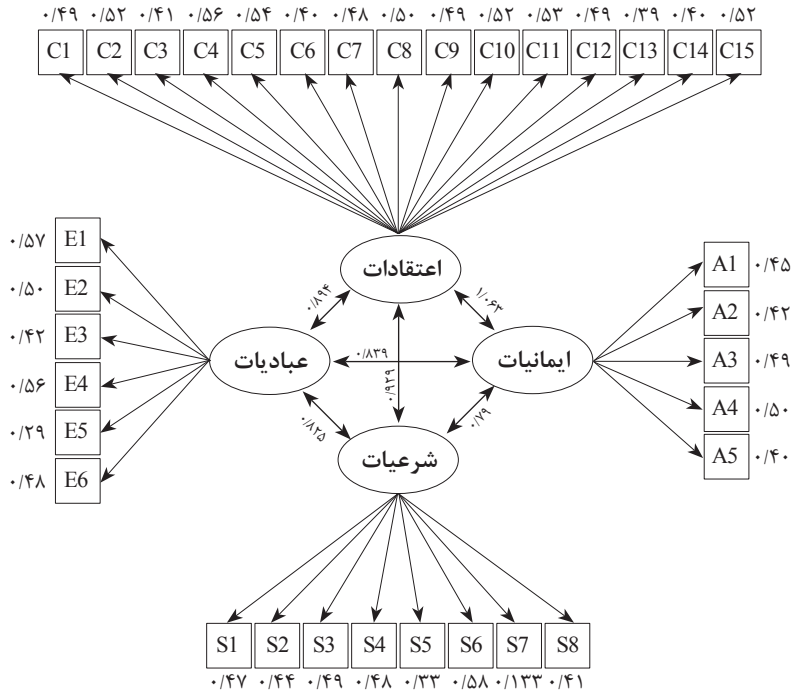 ۰/۴۹ ۰/۵۲ ۰/۴۱ ۰/۵۶ ۰/۵۴ ۰/۴۰ ۰/۴۸ ۰/۵۰ ۰/۴۹ ۰/۵۲ ۰/۵۳ ۰/۴۹ ۰/۳۹ ۰/۴۰ ۰/۵۲
C1 C2 C3 C4 C5 C6 C7 C8 C9 C10 C11 C12 C13 C14 C15
۰/۵۷ E1
۰/۵۰ E2
۰/۴۲ E3
۰/۵۶ E4
۰/۲۹ E5
۰/۴۸ E6
اعتقادات
۰/۸۹۴
۱/۰۶۳
عبادیات
۰/۸۳۹
۰/۹۲۹
ایمانیات
۰/۸۲۵
۰/۷۹
شرعیات
A1 ۰/۴۵
A2 ۰/۴۲
A3 ۰/۴۹
A4 ۰/۵۰
A5 ۰/۴۰
S1 S2 S3 S4 S5 S6 S7 S8
۰/۴۷ ۰/۴۴ ۰/۴۹ ۰/۴۸ ۰/۳۳ ۰/۵۸ ۰/۱۳۳ ۰/۴۱